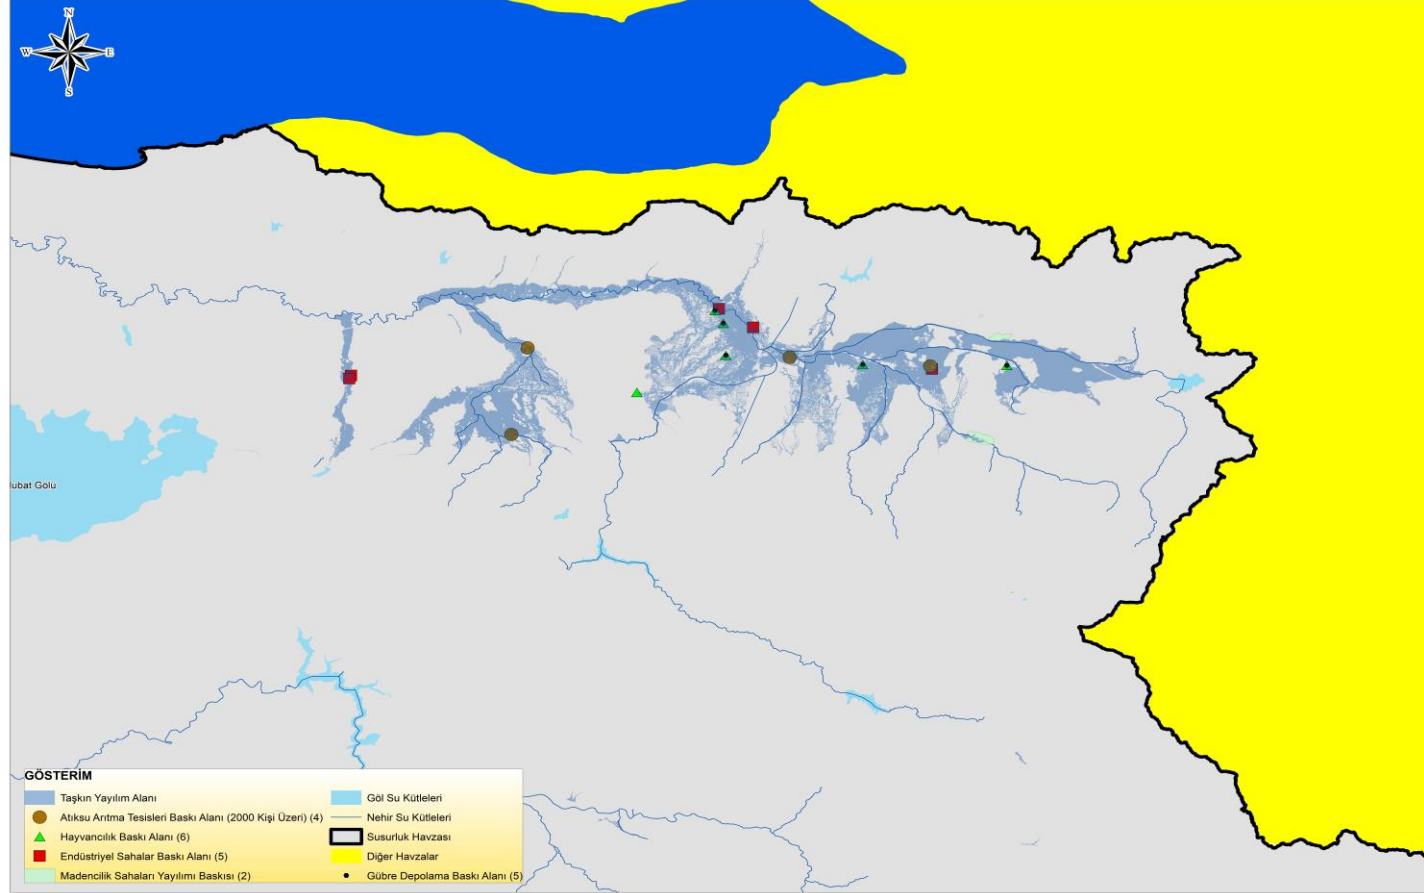 N
W E
S
lubat Gölü
GÖSTERİM
Taşkın Yayılım Alanı
Atıksu Arıtma Tesisleri Baskı Alanı (2000 Kişi Üzeri) (4)
Hayvancılık Baskı Alanı (6)
Endüstriyel Sahalar Baskı Alanı (5)
Madencilik Sahaları Yayılımı Baskısı (2)
Göl Su Kütleleri
Nehir Su Kütleleri
Susurluk Havzası
Diğer Havzalar
Gübre Depolama Baskı Alanı (5)